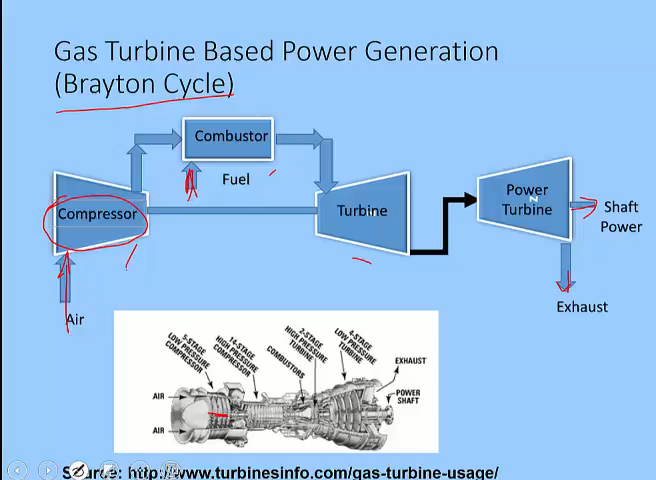 Gas Turbine Based Power Generation
(Brayton Cycle)
Combustor
Fuel
Compressor
Turbine
Power
Turbine
Shaft
Power
Air
Exhaust
5-STAGE
LOW PRESSURE
COMPRESSOR
14-STAGE
HIGH PRESSURE
COMPRESSOR
COMBUSTORS
2-STAGE
HIGH PRESSURE
TURBINE
4-STAGE
LOW PRESSURE
TURBINE
EXHAUST
AIR
POWER
SHAFT
AIR
Source: http://www.turbinesinfo.com/gas-turbine-usage/